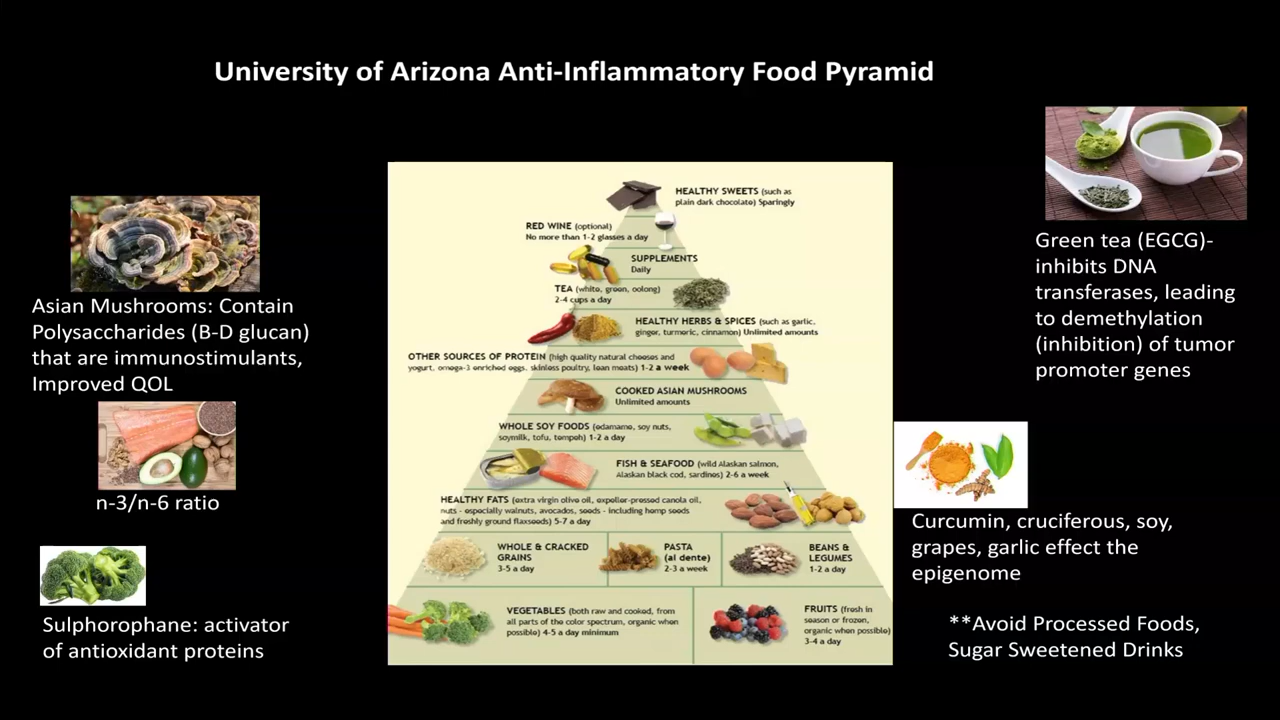 University of Arizona Anti-Inflammatory Food Pyramid
Asian Mushrooms: Contain
Polysaccharides (B-D glucan)
that are immunostimulants,
Improved QOL
n-3/n-6 ratio
Sulphorophane: activator
of antioxidant proteins
HEALTHY SWEETS (such as
plain dark chocolate) Sparingly
RED WINE (optional)
No more than 1-2 glasses a day
SUPPLEMENTS
Daily
TEA (white, green, oolong)
2-4 cups a day
HEALTHY HERBS & SPICES (such as garlic,
ginger, turmeric, cinnamon) Unlimited amounts
OTHER SOURCES OF PROTEIN (high quality natural cheeses and
yogurt, omega-3 enriched eggs, skinless poultry, lean meats) 1-2 a week
COOKED ASIAN MUSHROOMS
Unlimited amounts
WHOLE SOY FOODS (edamame, soy nuts,
soymilk, tofu, tempeh) 1-2 a day
FISH & SEAFOOD (wild Alaskan salmon,
Alaskan black cod, sardines) 2-6 a week
HEALTHY FATS (extra virgin olive oil, expeller-pressed canola oil,
nuts - especially walnuts, avocados, seeds - including hemp seeds
and freshly ground flaxseeds) 5-7 a day
WHOLE & CRACKED
GRAINS
3-5 a day
PASTA
(al dente)
2-3 a week
BEANS &
LEGUMES
1-2 a day
VEGETABLES (both raw and cooked, from
all parts of the color spectrum, organic when
possible) 4-5 a day minimum
FRUITS (fresh in
season or frozen,
organic when possible)
3-4 a day
Green tea (EGCG)-
inhibits DNA
transferases, leading
to demethylation
(inhibition) of tumor
promoter genes
Curcumin, cruciferous, soy,
grapes, garlic effect the
epigenome
**Avoid Processed Foods,
Sugar Sweetened Drinks